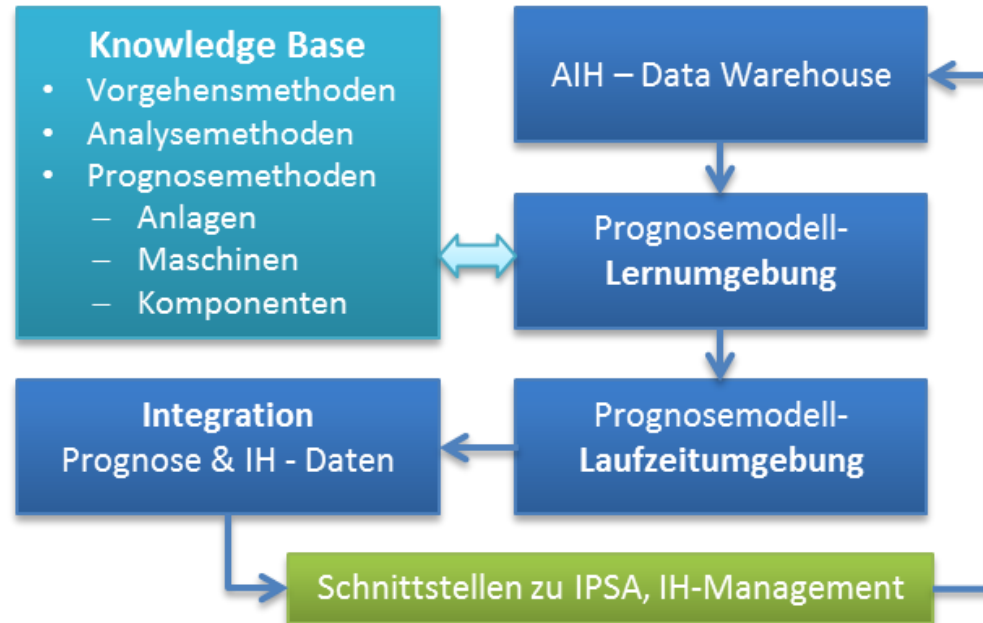 Knowledge Base
• Vorgehensmethoden
• Analysemethoden
• Prognosemethoden
– Anlagen
– Maschinen
– Komponenten
AIH – Data Warehouse
Prognosemodell-
Lernumgebung
Prognosemodell-
Laufzeitumgebung
Integration
Prognose & IH - Daten
Schnittstellen zu IPSA, IH-Management